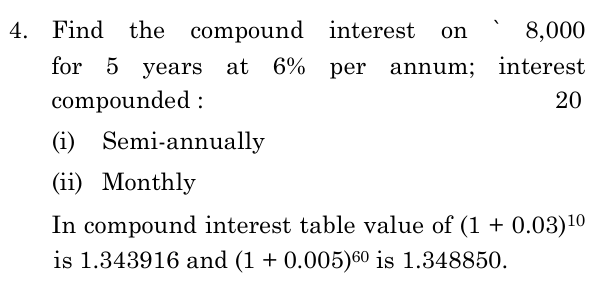 4. Find the compound interest on ` 8,000
for 5 years at 6% per annum; interest
compounded : 20
(i) Semi-annually
(ii) Monthly
In compound interest table value of (1 + 0.03)¹⁰
is 1.343916 and (1 + 0.005)⁶⁰ is 1.348850.